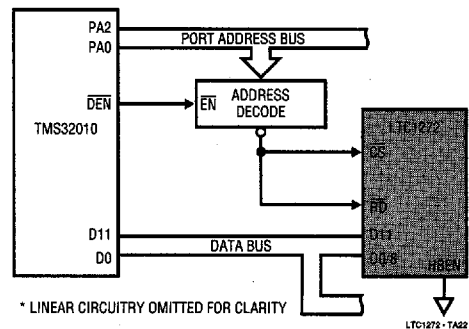 PA2
PA0
PORT ADDRESS BUS
DEN
EN
ADDRESS
DECODE
TMS32010
LTC1272
CS
RD
D11
D0
DATA BUS
D11
D0/8
HBEN
* LINEAR CIRCUITRY OMITTED FOR CLARITY
LTC1272 • TA22